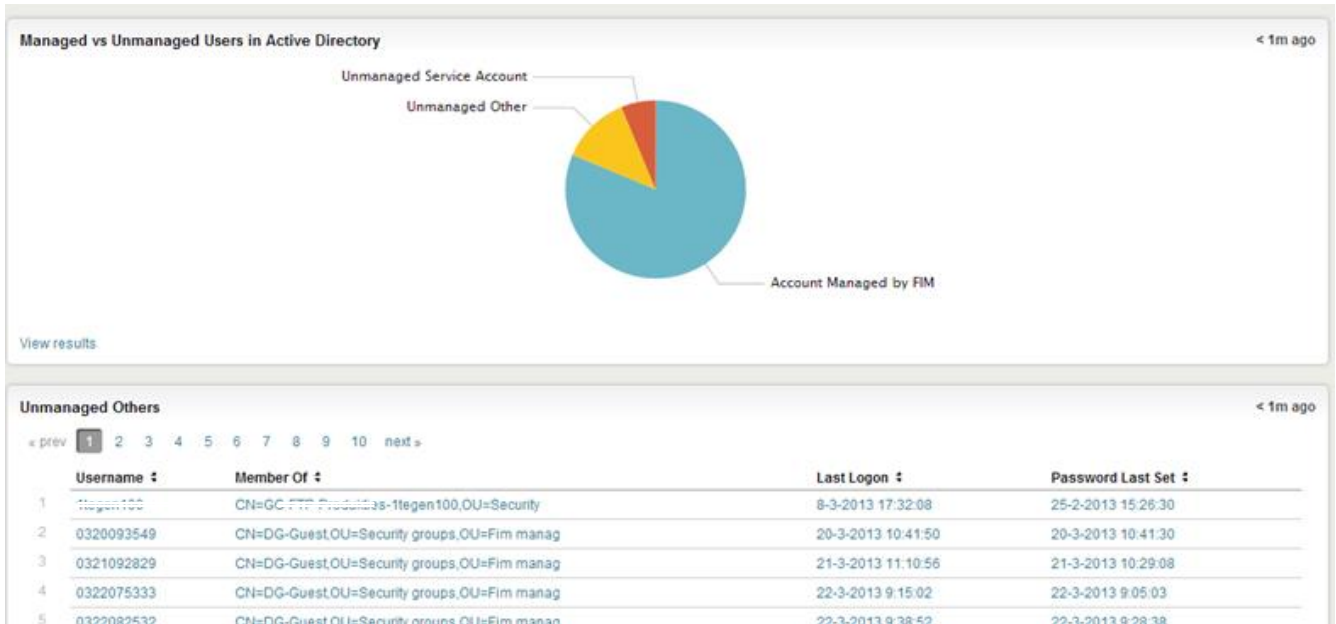 Managed vs Unmanaged Users in Active Directory < 1m ago
Unmanaged Service Account
Unmanaged Other
Account Managed by FIM
View results
Unmanaged Others < 1m ago
« prev 1 2 3 4 5 6 7 8 9 10 next »
Username Member Of Last Logon Password Last Set
1 CN=GC 8-3-2013 17:32:08 25-2-2013 15:26:30
2 0320093549 CN=DG-Guest,OU=Security groups,OU=Fim manag 20-3-2013 10:41:50 20-3-2013 10:41:30
3 0321092829 CN=DG-Guest,OU=Security groups,OU=Fim manag 21-3-2013 11:10:56 21-3-2013 10:29:08
4 0322075333 CN=DG-Guest,OU=Security groups,OU=Fim manag 22-3-2013 9:15:02 22-3-2013 9:05:03
5 0322082532 CN=DG-Guest,OU=Security groups,OU=Fim manag 22-3-2013 9:38:52 22-3-2013 9:28:38